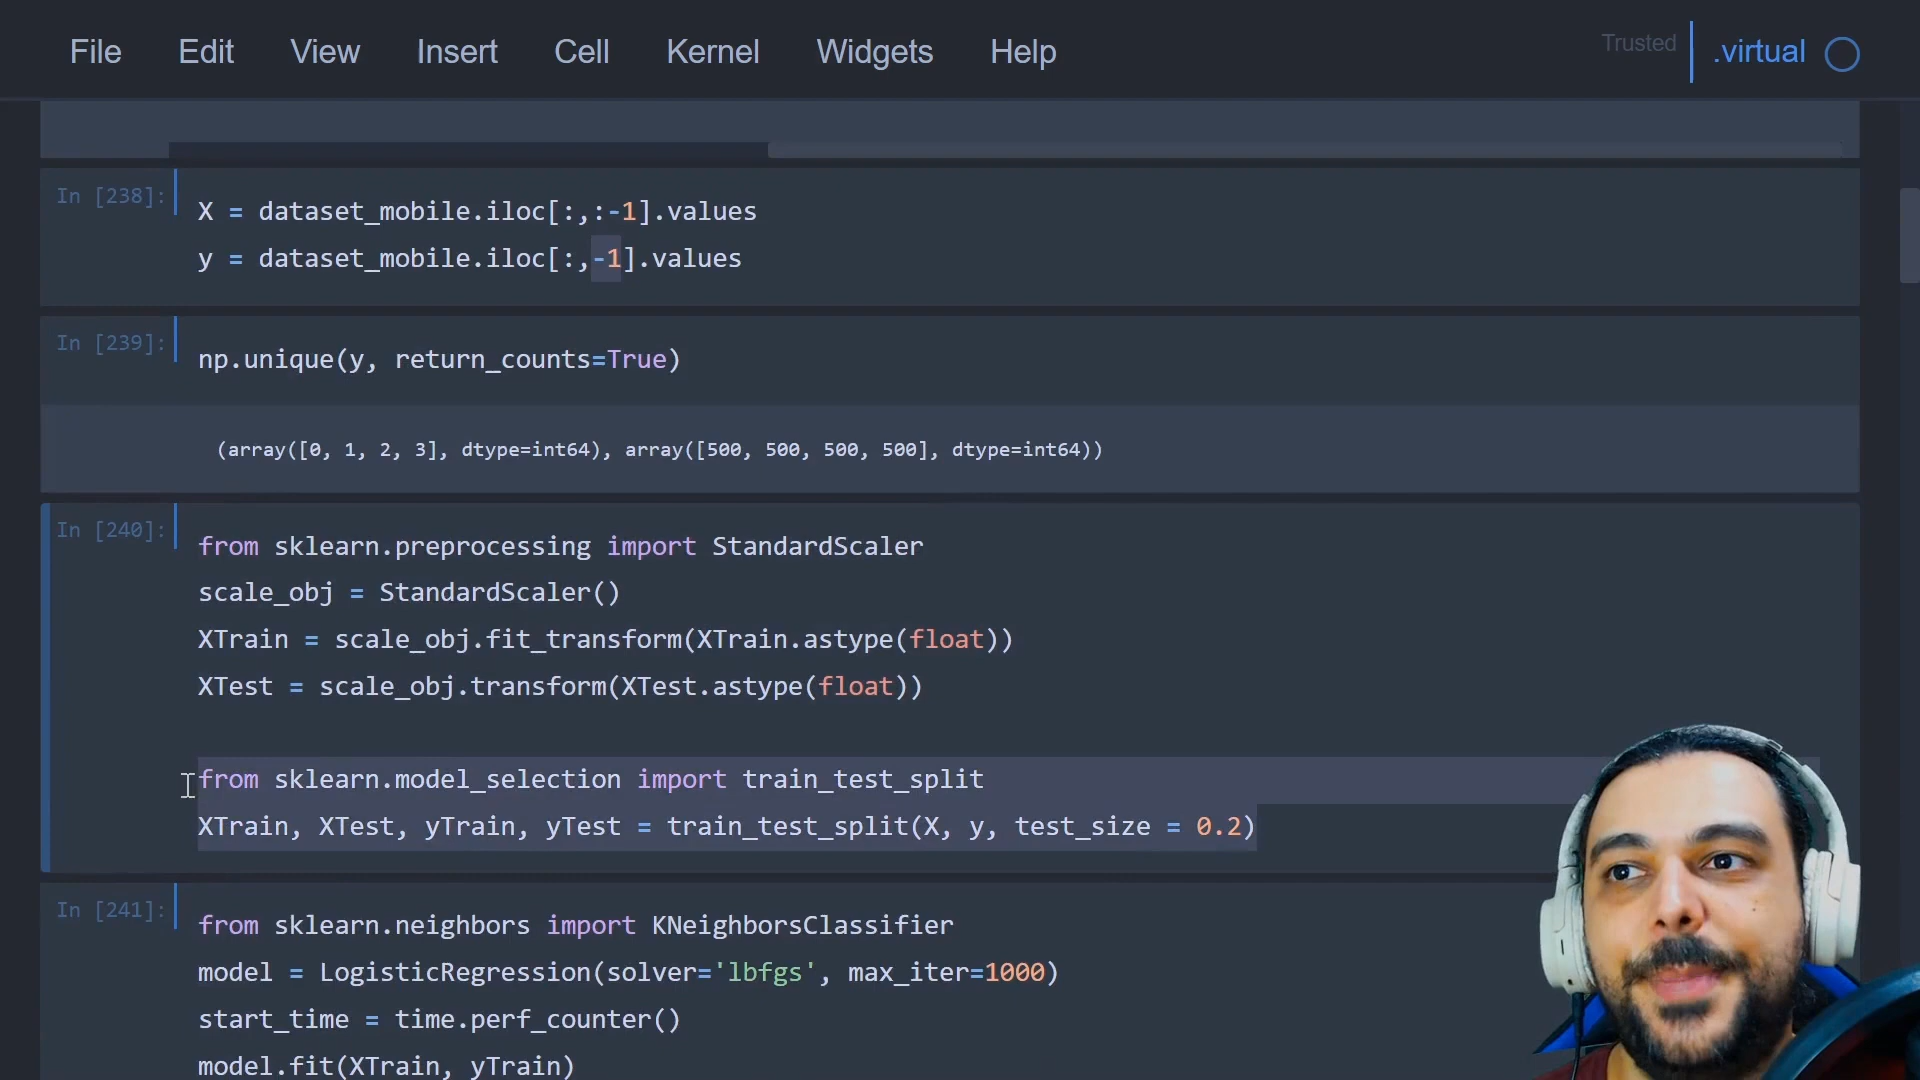 File Edit View Insert Cell Kernel Widgets Help Trusted .virtual
In [238]:
X = dataset_mobile.iloc[:,:-1].values
y = dataset_mobile.iloc[:,-1].values
In [239]:
np.unique(y, return_counts=True)
(array([0, 1, 2, 3], dtype=int64), array([500, 500, 500, 500], dtype=int64))
In [240]:
from sklearn.preprocessing import StandardScaler
scale_obj = StandardScaler()
XTrain = scale_obj.fit_transform(XTrain.astype(float))
XTest = scale_obj.transform(XTest.astype(float))
from sklearn.model_selection import train_test_split
XTrain, XTest, yTrain, yTest = train_test_split(X, y, test_size = 0.2)
In [241]:
from sklearn.neighbors import KNeighborsClassifier
model = LogisticRegression(solver='lbfgs', max_iter=1000)
start_time = time.perf_counter()
model.fit(XTrain, yTrain)